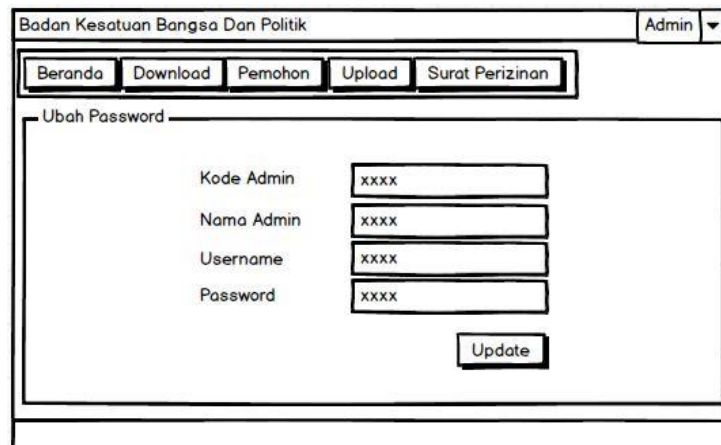 Badan Kesatuan Bangsa Dan Politik Admin
Beranda Download Pemohon Upload Surat Perizinan
Ubah Password
Kode Admin xxxx
Nama Admin xxxx
Username xxxx
Password xxxx
Update